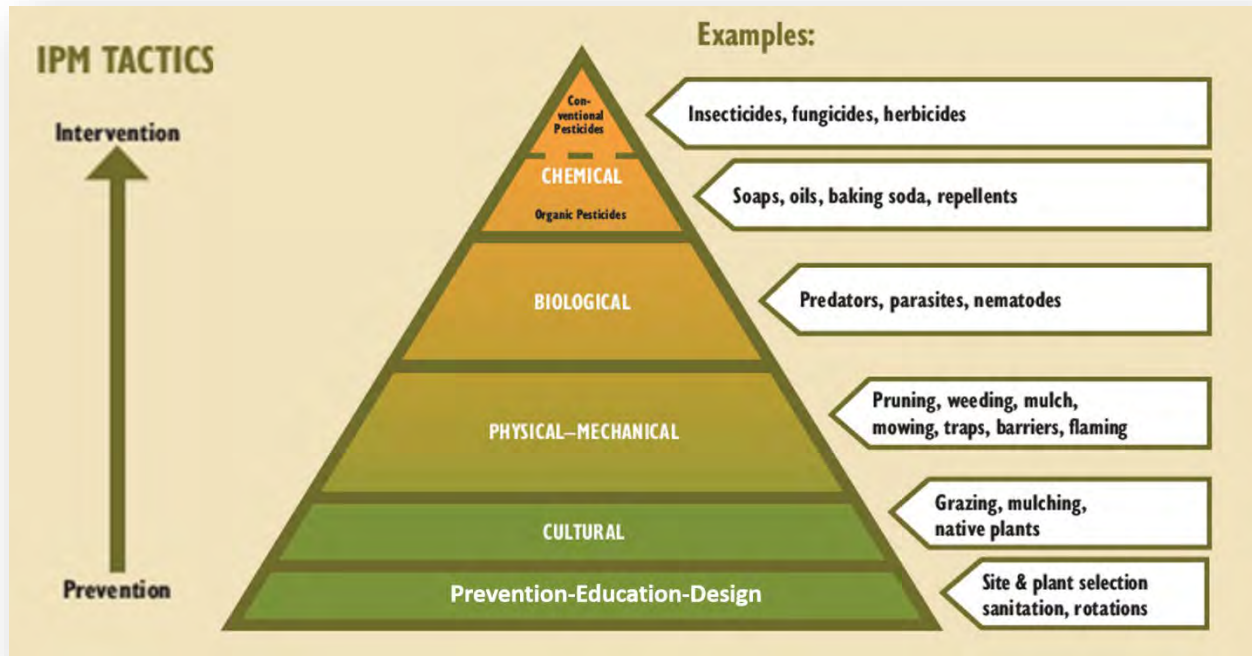 IPM TACTICS
Examples:
Intervention
Con-
ventional
Pesticides
Insecticides, fungicides, herbicides
CHEMICAL
Organic Pesticides
Soaps, oils, baking soda, repellents
BIOLOGICAL
Predators, parasites, nematodes
PHYSICAL–MECHANICAL
Pruning, weeding, mulch,
mowing, traps, barriers, flaming
CULTURAL
Grazing, mulching,
native plants
Prevention
Prevention-Education-Design
Site & plant selection
sanitation, rotations